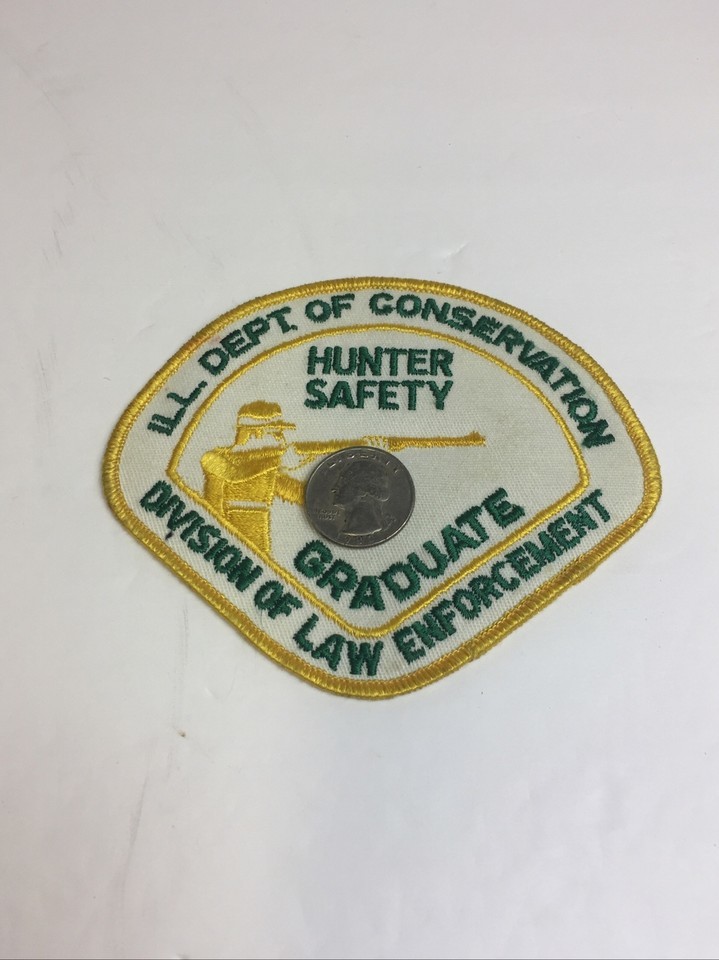 ILL. DEPT. OF CONSERVATION
HUNTER
SAFETY
GRADUATE
DIVISION OF LAW ENFORCEMENT